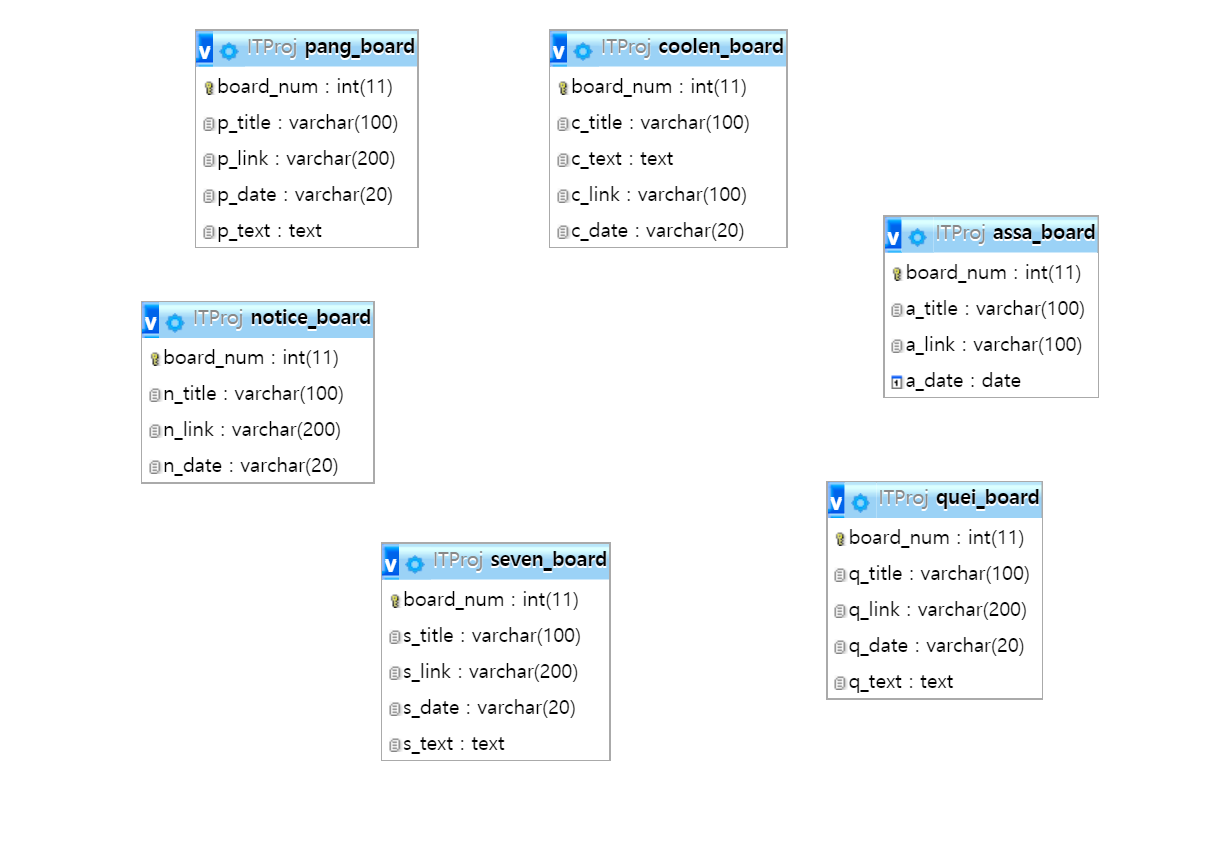 v ITProj pang_board
board_num : int(11)
p_title : varchar(100)
p_link : varchar(200)
p_date : varchar(20)
p_text : text
v ITProj coolen_board
board_num : int(11)
c_title : varchar(100)
c_text : text
c_link : varchar(100)
c_date : varchar(20)
v ITProj assa_board
board_num : int(11)
a_title : varchar(100)
a_link : varchar(100)
a_date : date
v ITProj notice_board
board_num : int(11)
n_title : varchar(100)
n_link : varchar(200)
n_date : varchar(20)
v ITProj quei_board
board_num : int(11)
q_title : varchar(100)
q_link : varchar(200)
q_date : varchar(20)
q_text : text
v ITProj seven_board
board_num : int(11)
s_title : varchar(100)
s_link : varchar(200)
s_date : varchar(20)
s_text : text